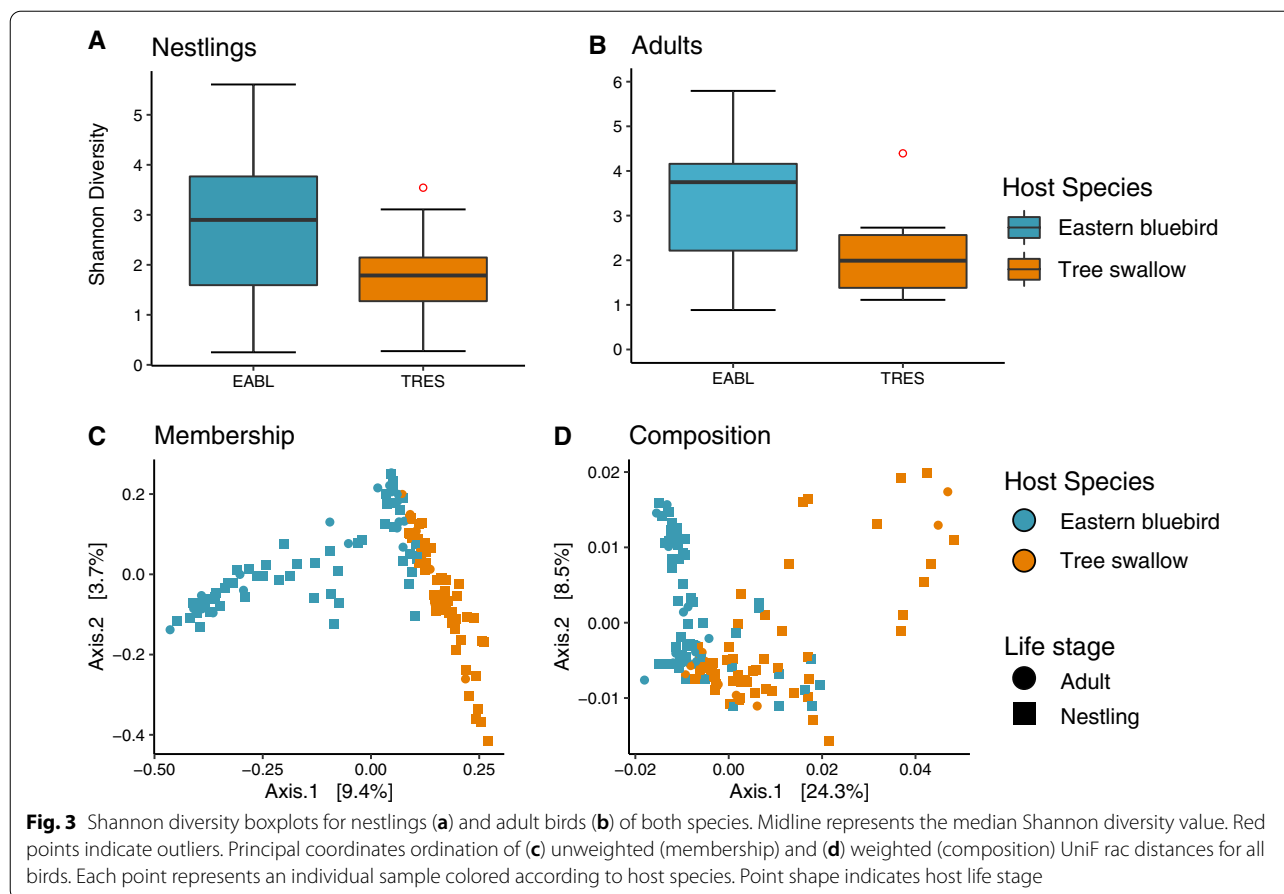 A Nestlings
Shannon Diversity
5
4
3
2
1
0
EABL TRES
B Adults
6
5
4
3
2
1
0
EABL TRES
Host Species
Eastern bluebird
Tree swallow
C Membership
Axis.2 [3.7%]
0.2
0.0
−0.2
−0.4
−0.50 −0.25 0.00 0.25
Axis.1 [9.4%]
D Composition
Axis.2 [8.5%]
0.02
0.01
0.00
−0.01
−0.02 0.00 0.02 0.04
Axis.1 [24.3%]
Host Species
Eastern bluebird
Tree swallow
Life stage
Adult
Nestling
Fig. 3 Shannon diversity boxplots for nestlings (a) and adult birds (b) of both species. Midline represents the median Shannon diversity value. Red
points indicate outliers. Principal coordinates ordination of (c) unweighted (membership) and (d) weighted (composition) UniF rac distances for all
birds. Each point represents an individual sample colored according to host species. Point shape indicates host life stage